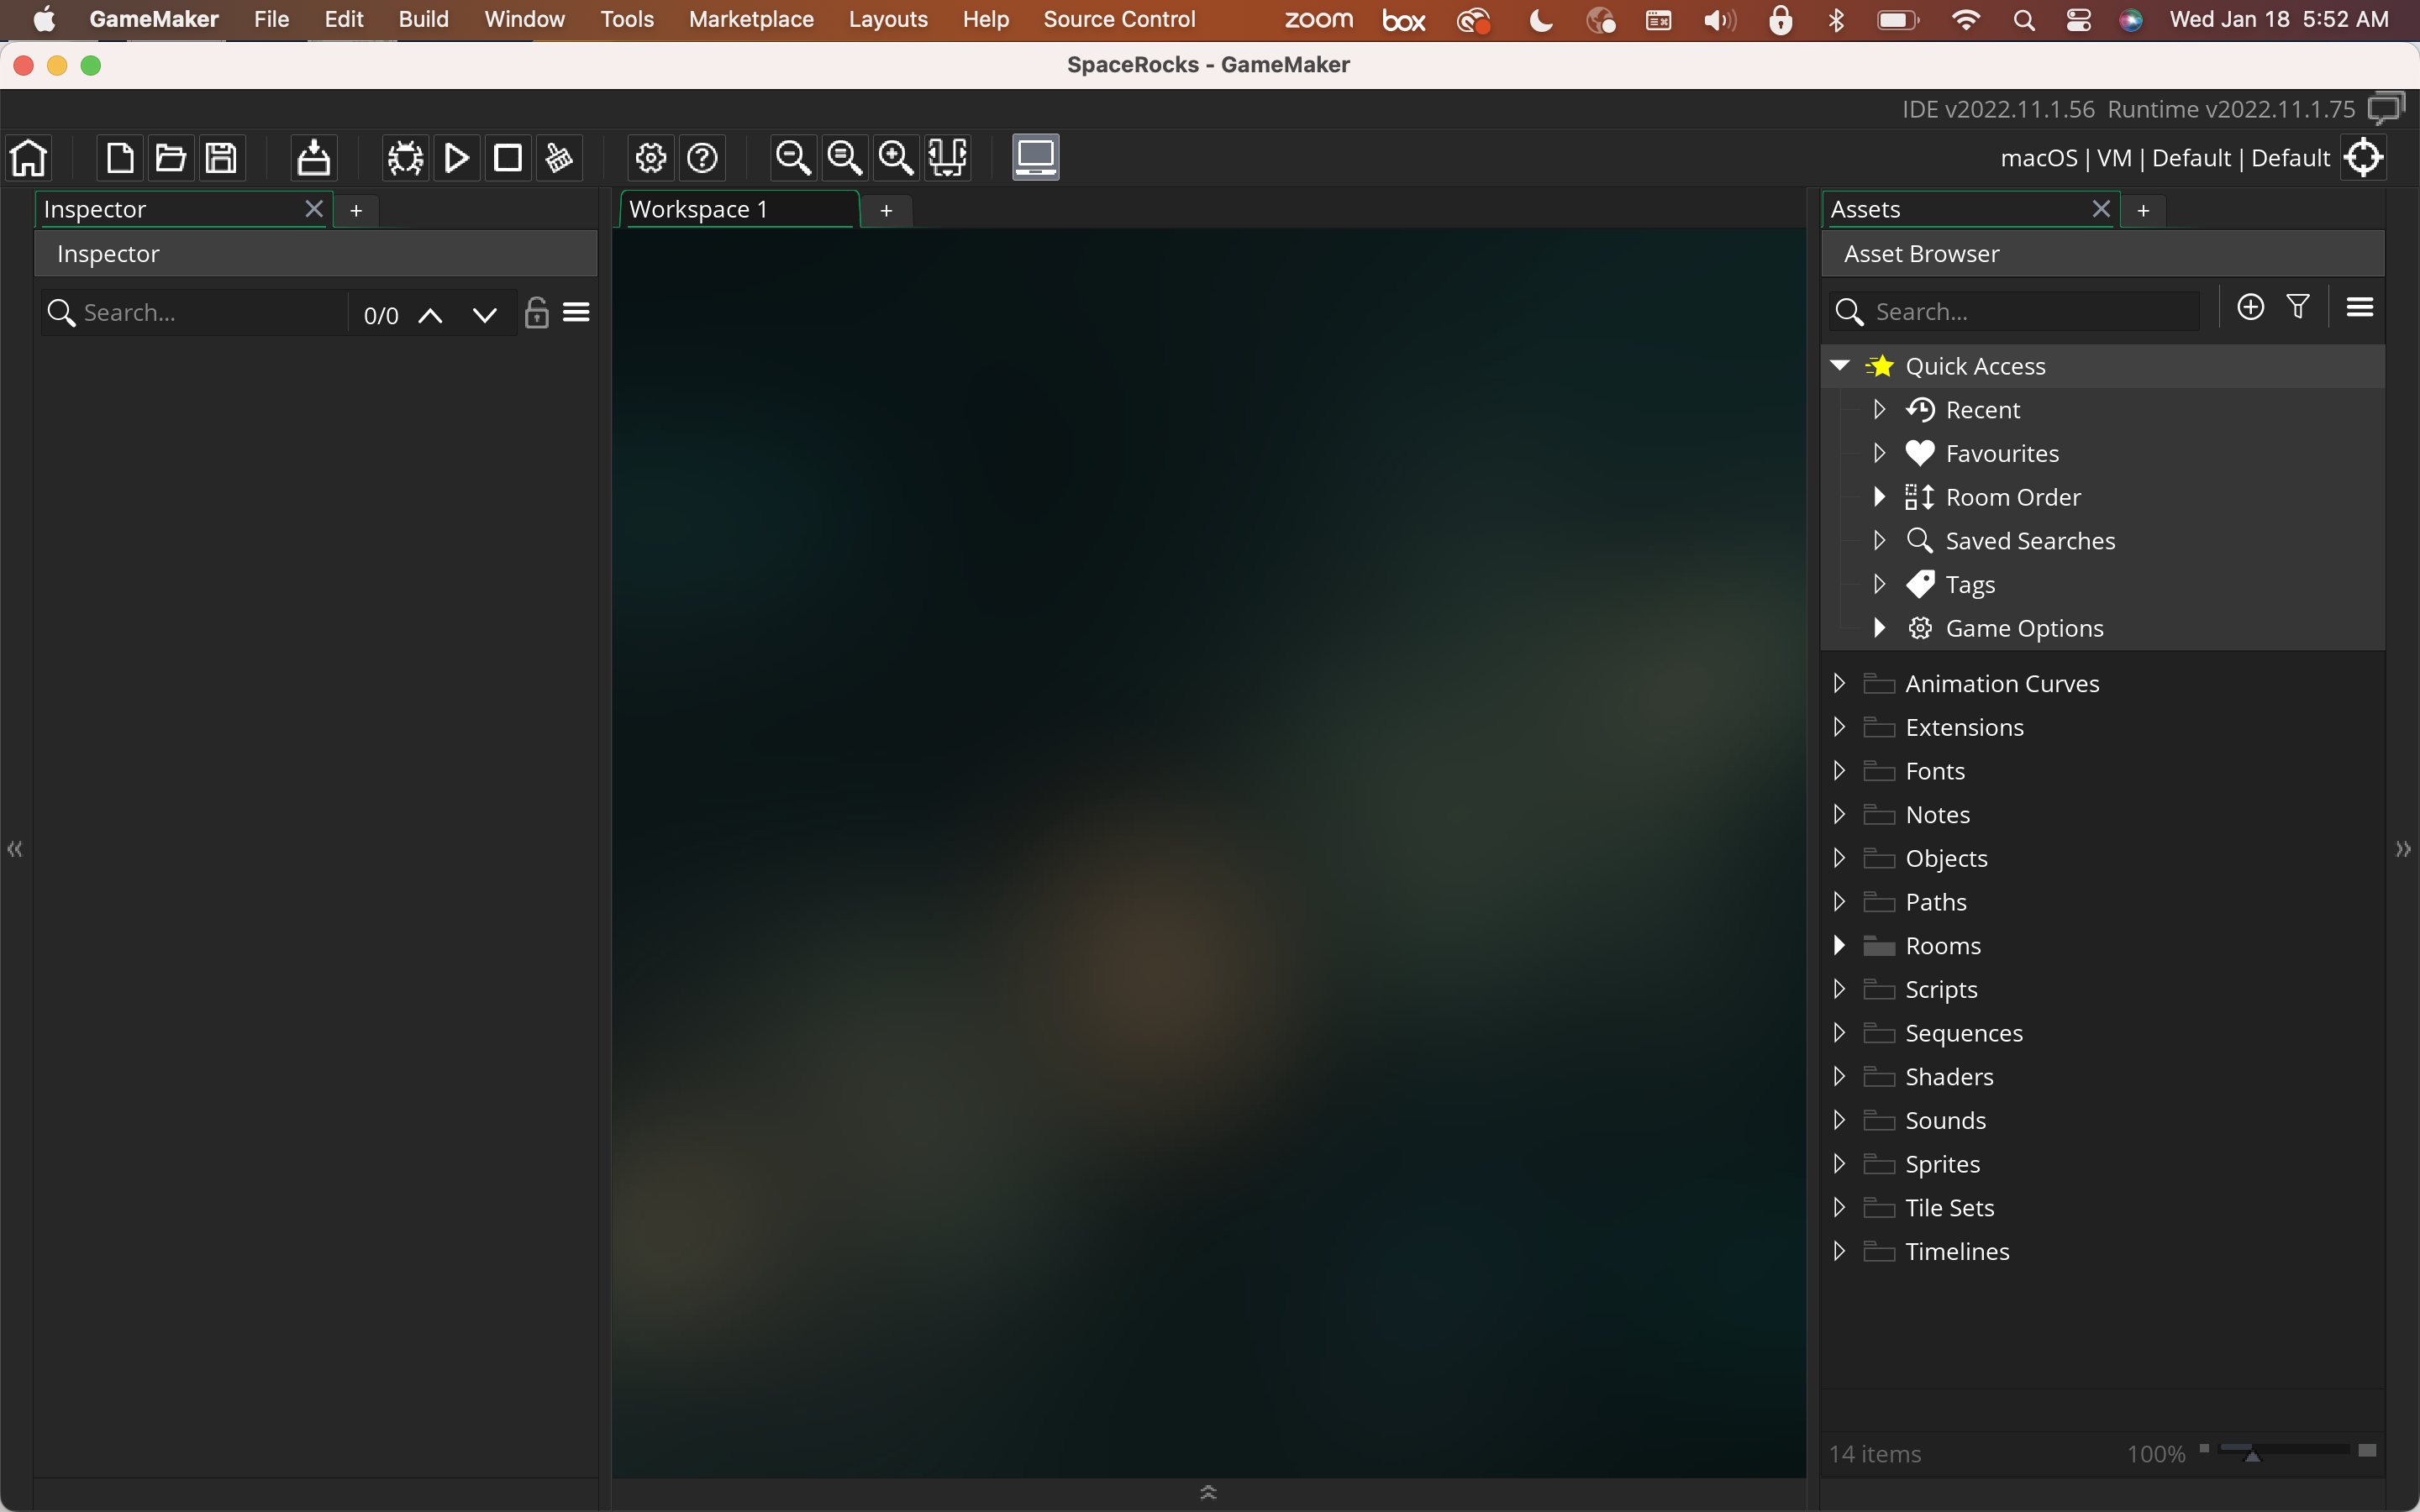 GameMaker File Edit Build Window Tools Marketplace Layouts Help Source Control zoom box Wed Jan 18 5:52 AM
SpaceRocks - GameMaker
IDE v2022.11.1.56 Runtime v2022.11.1.75
macOS | VM | Default | Default
Inspector +
Workspace 1 +
Assets +
Inspector
Asset Browser
Search... 0/0
Search...
Quick Access
Recent
Favourites
Room Order
Saved Searches
Tags
Game Options
Animation Curves
Extensions
Fonts
Notes
Objects
Paths
Rooms
Scripts
Sequences
Shaders
Sounds
Sprites
Tile Sets
Timelines
14 items 100%